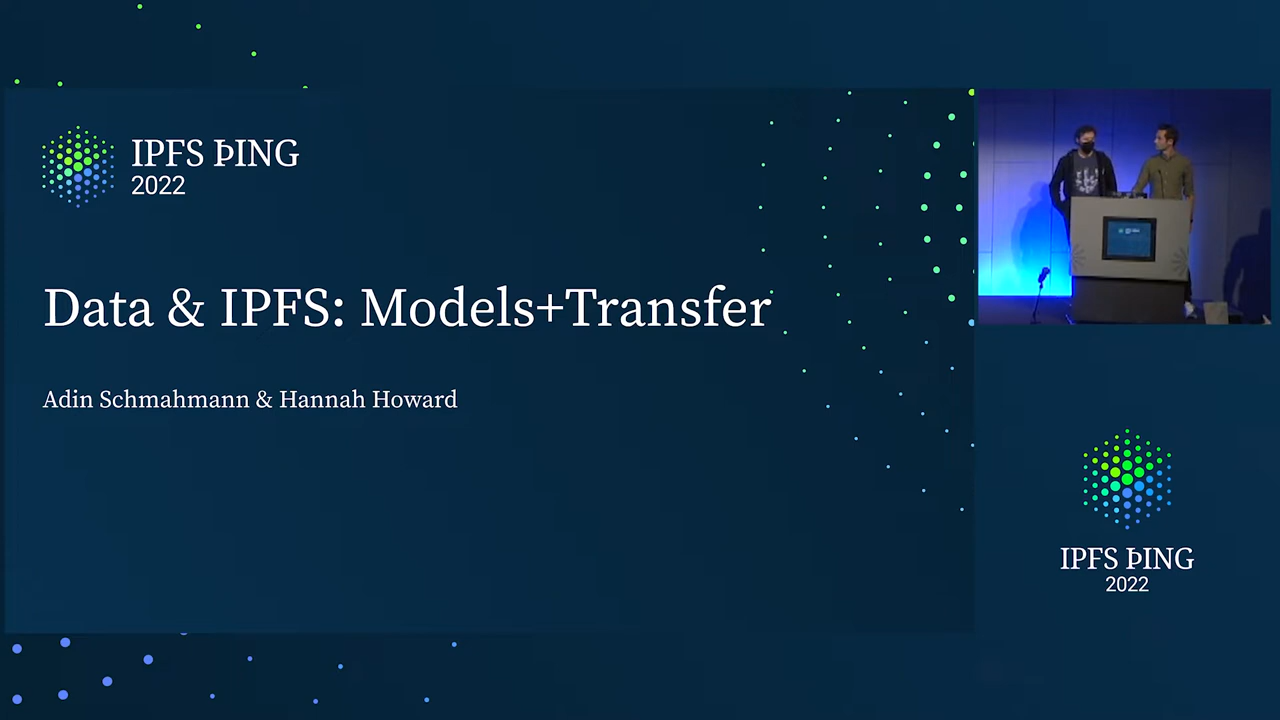 IPFS ÞING
2022
Data & IPFS: Models+Transfer
Adin Schmahmann & Hannah Howard
IPFS ÞING
2022